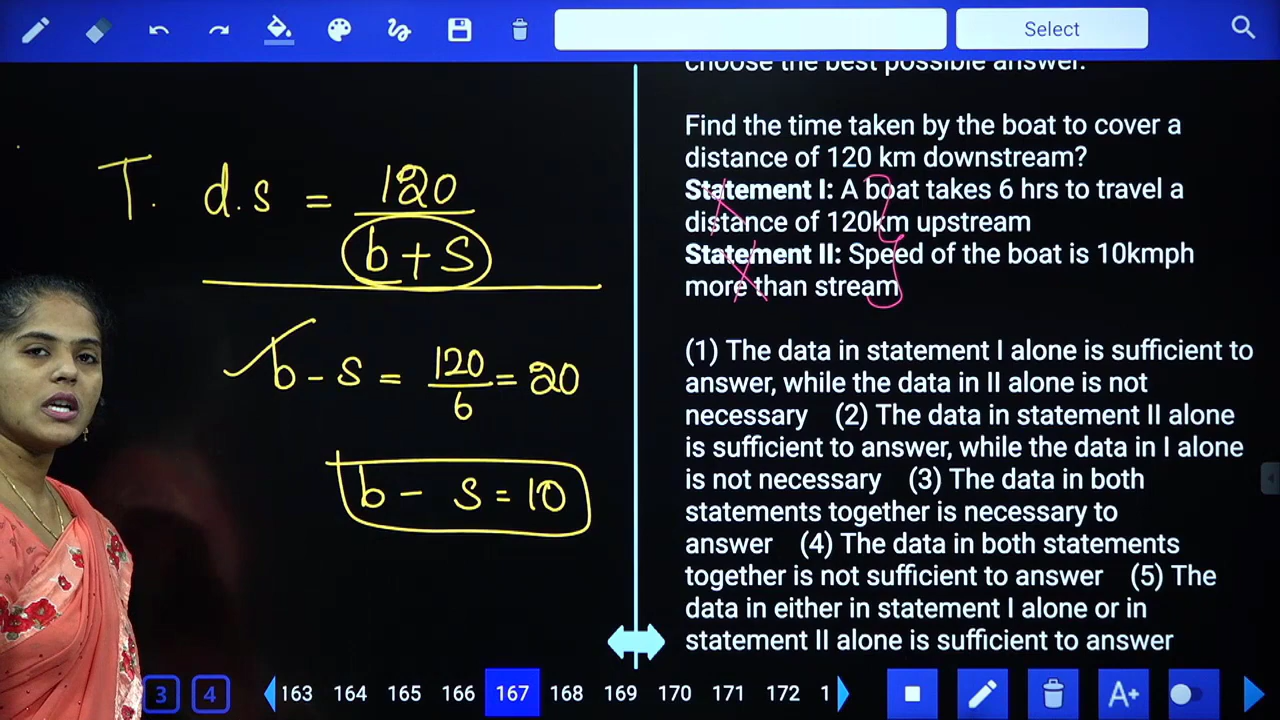 Select
T. d.s = 120
b + s
b - s = 120 = 20
6
b - s = 10
choose the best possible answer.
Find the time taken by the boat to cover a
distance of 120 km downstream?
Statement I: A boat takes 6 hrs to travel a
distance of 120km upstream
Statement II: Speed of the boat is 10kmph
more than stream
(1) The data in statement I alone is sufficient to
answer, while the data in II alone is not
necessary (2) The data in statement II alone
is sufficient to answer, while the data in I alone
is not necessary (3) The data in both
statements together is necessary to
answer (4) The data in both statements
together is not sufficient to answer (5) The
data in either in statement I alone or in
statement II alone is sufficient to answer
3 4 163 164 165 166 167 168 169 170 171 172 1 A+